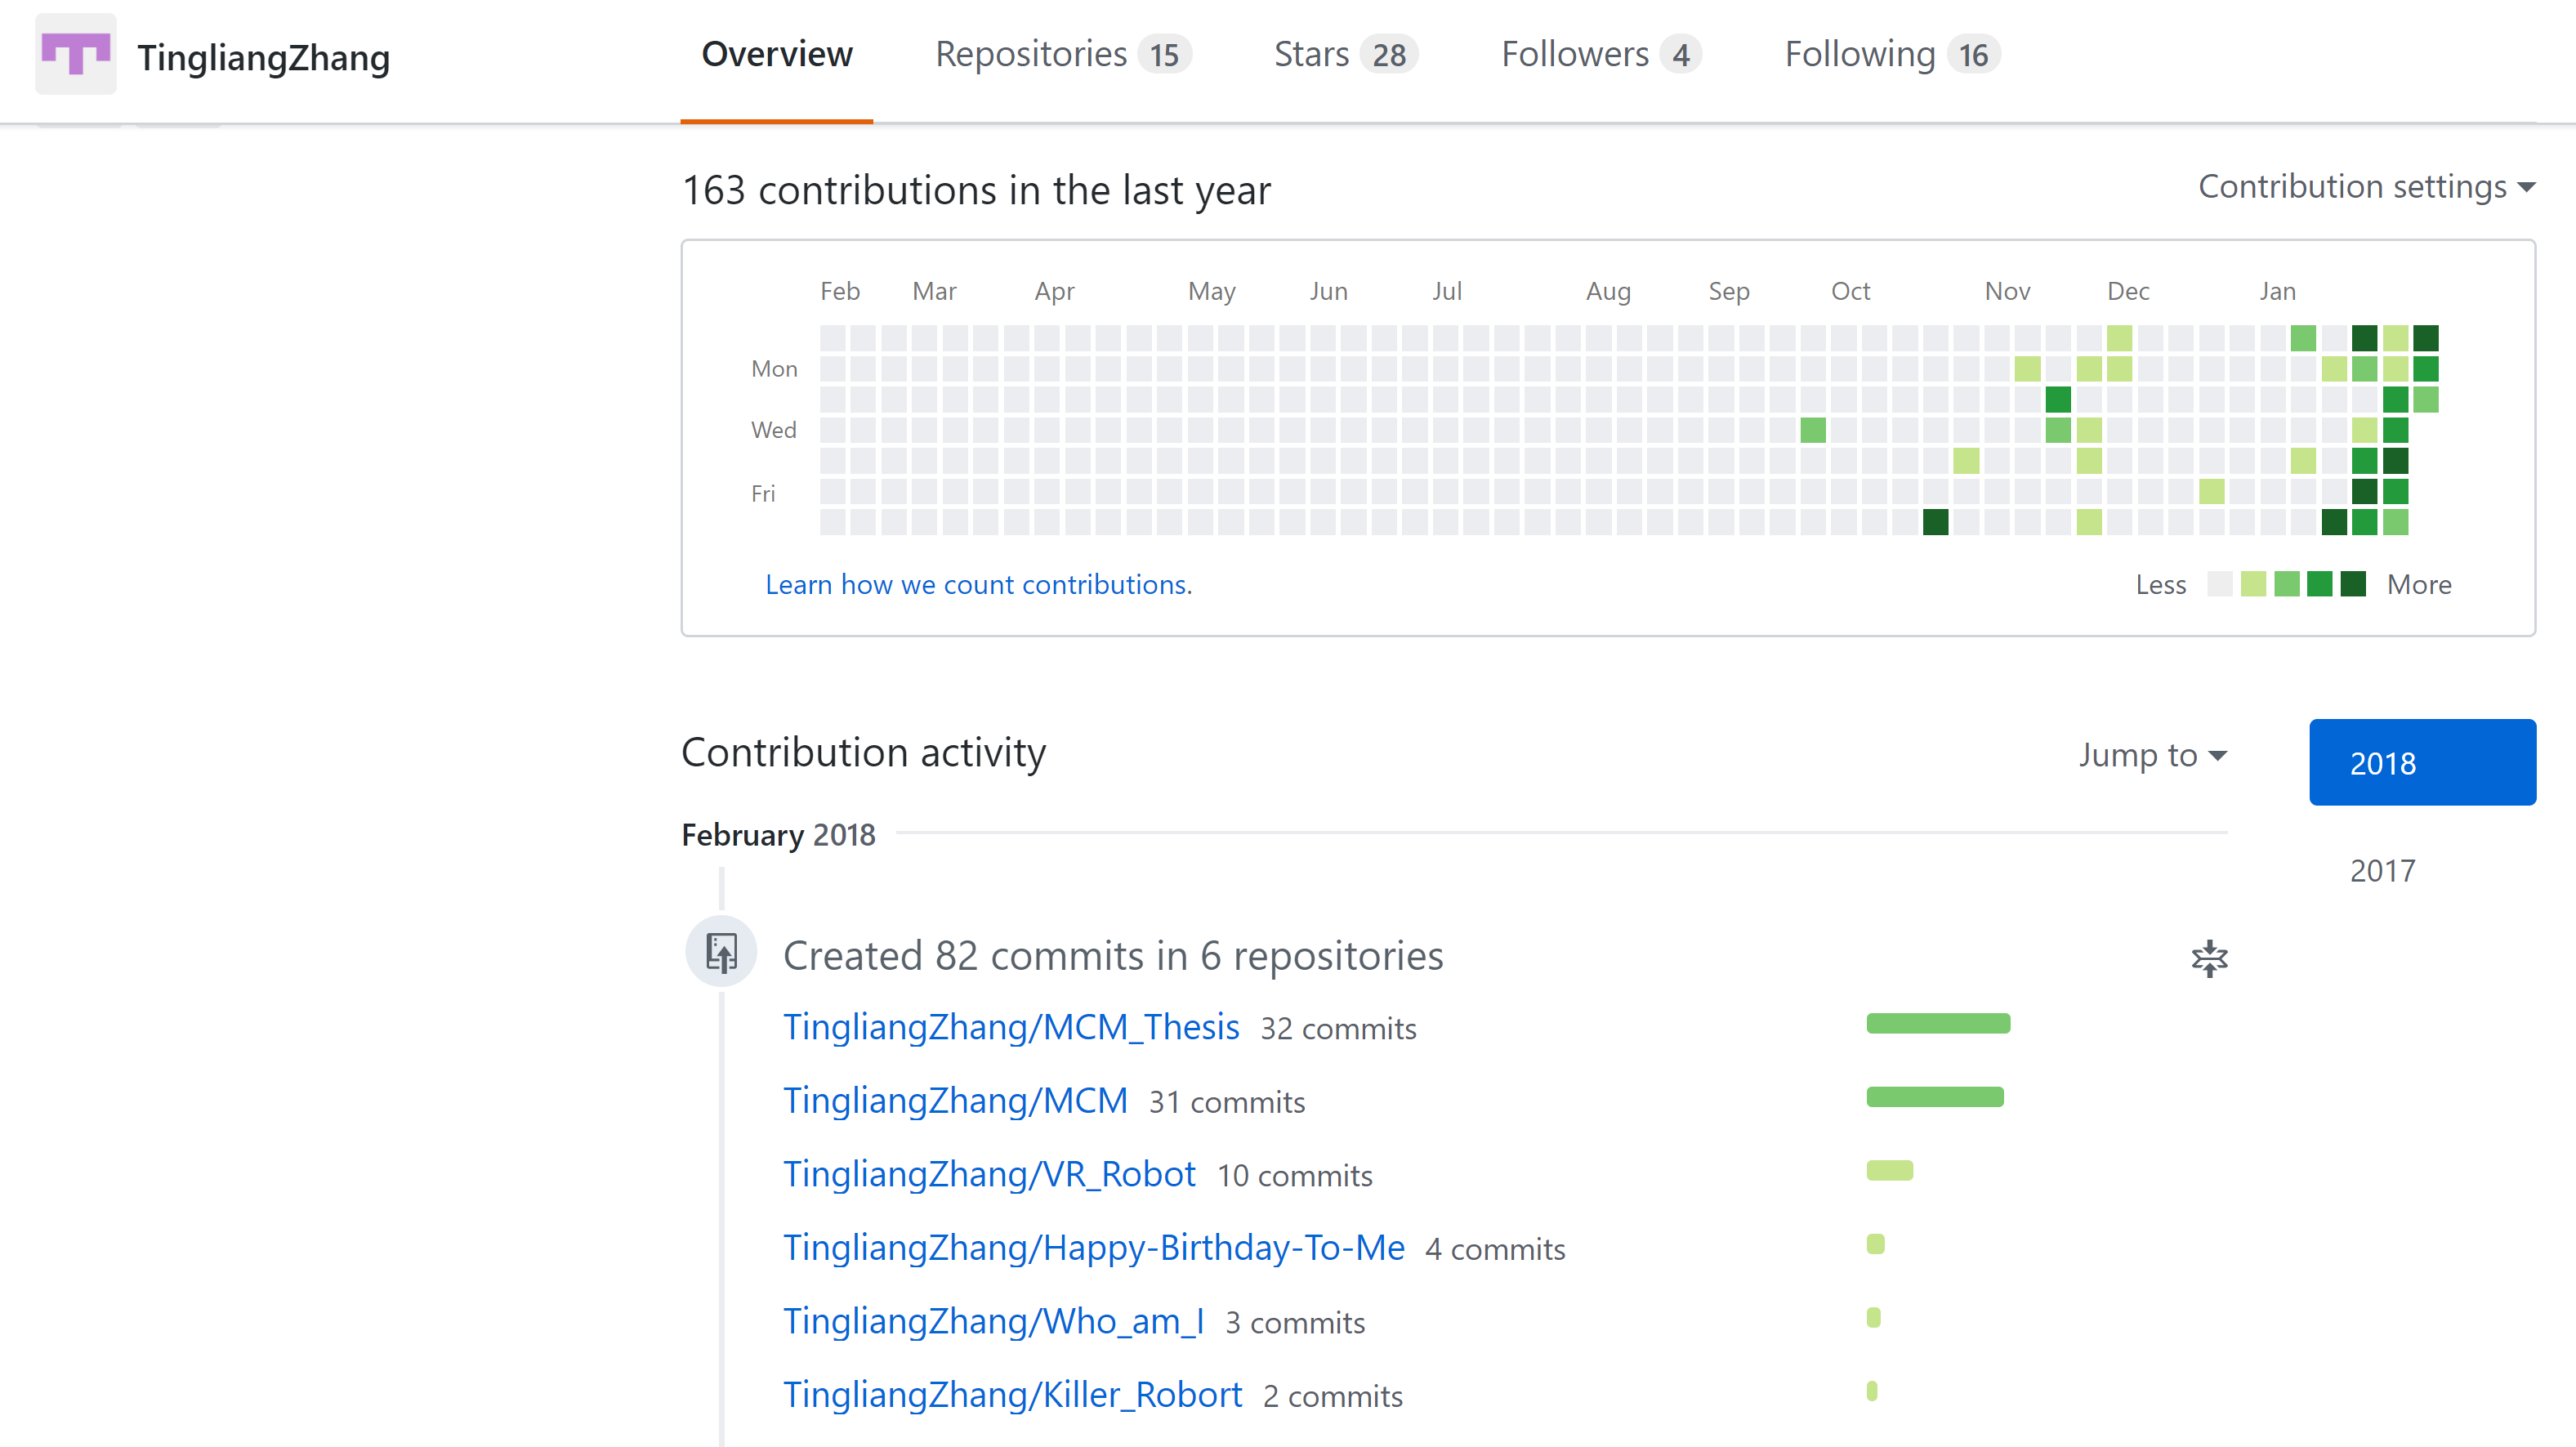 TingliangZhang
Overview
Repositories 15
Stars 28
Followers 4
Following 16
163 contributions in the last year
Contribution settings
Feb Mar Apr May Jun Jul Aug Sep Oct Nov Dec Jan
Mon
Wed
Fri
Learn how we count contributions.
Less More
Contribution activity
Jump to
2018
February 2018
2017
Created 82 commits in 6 repositories
TingliangZhang/MCM_Thesis 32 commits
TingliangZhang/MCM 31 commits
TingliangZhang/VR_Robot 10 commits
TingliangZhang/Happy-Birthday-To-Me 4 commits
TingliangZhang/Who_am_I 3 commits
TingliangZhang/Killer_Robort 2 commits